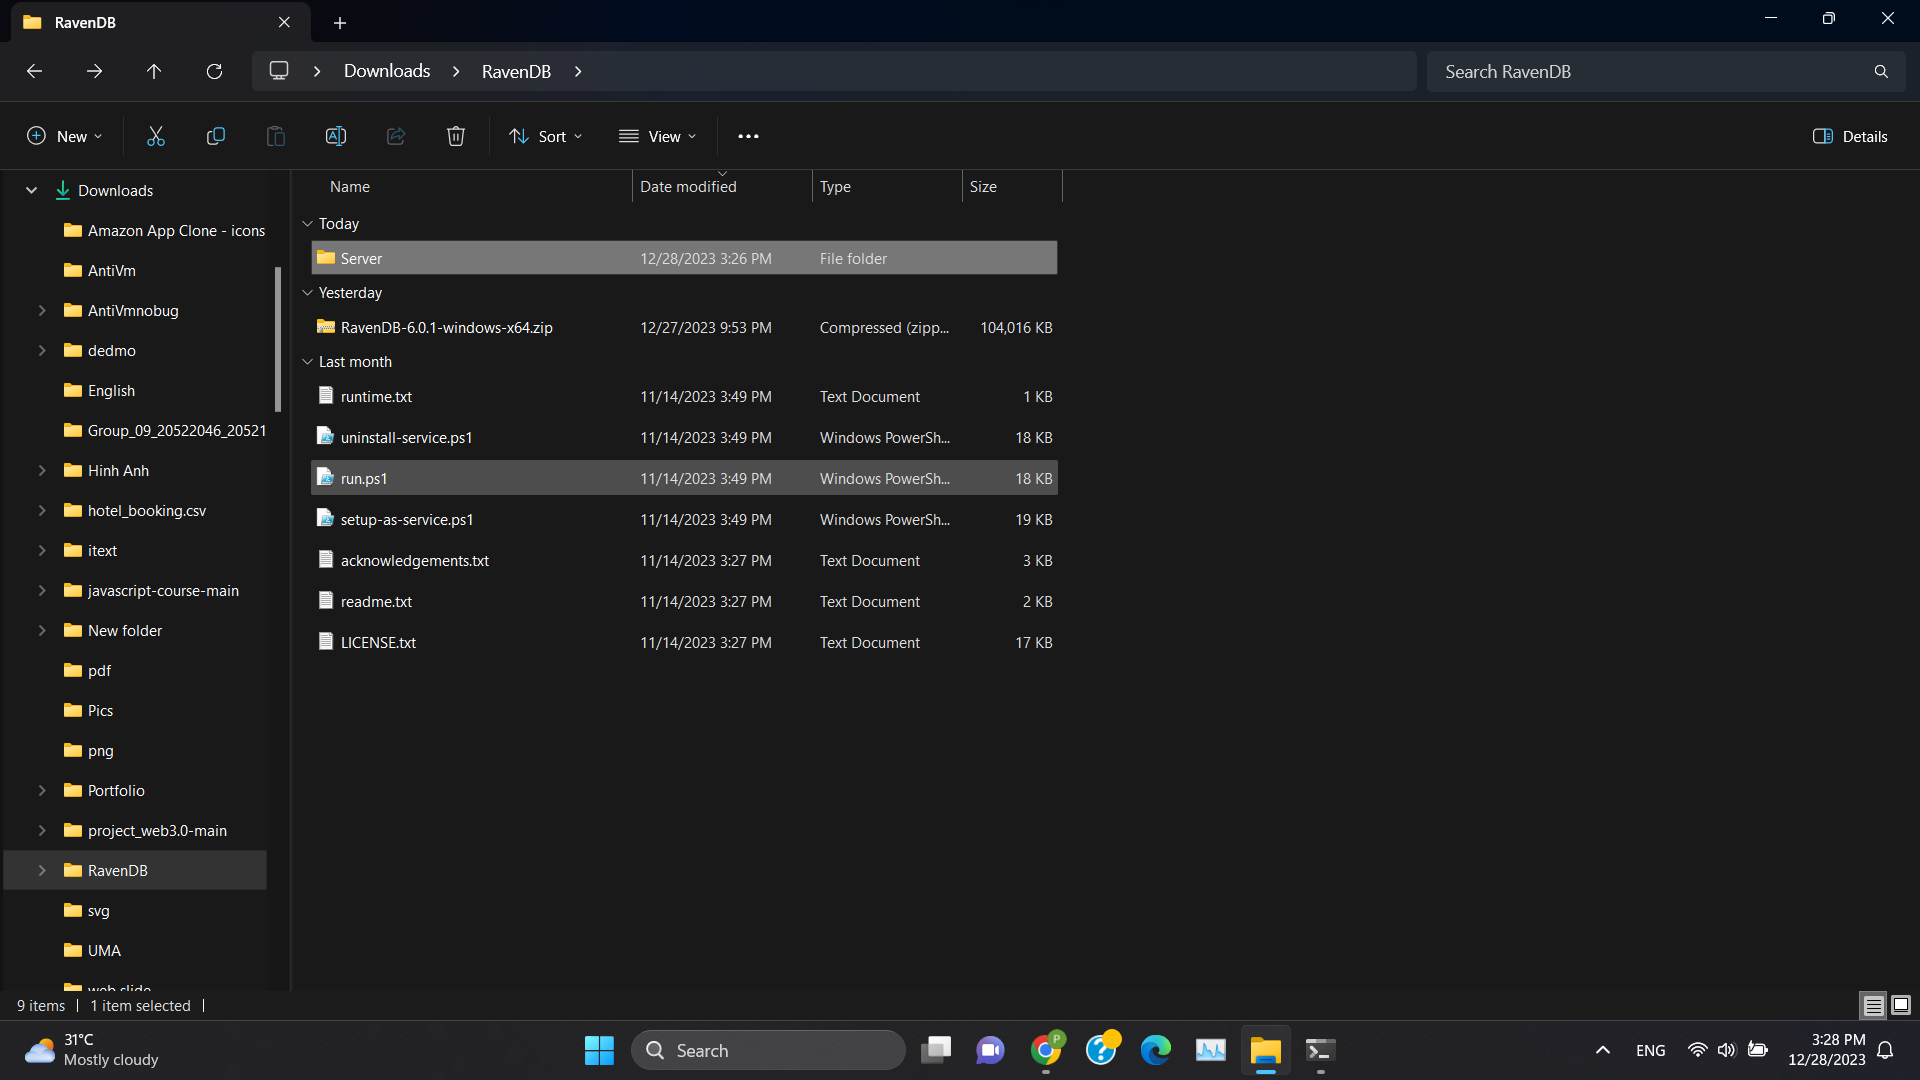 RavenDB
Downloads RavenDB
Search RavenDB
New
Sort
View
Details
Downloads
Amazon App Clone - icons
AntiVm
AntiVmnobug
dedmo
English
Group_09_20522046_20521
Hinh Anh
hotel_booking.csv
itext
javascript-course-main
New folder
pdf
Pics
png
Portfolio
project_web3.0-main
RavenDB
svg
UMA
web slide
Name Date modified Type Size
Today
Server 12/28/2023 3:26 PM File folder
Yesterday
RavenDB-6.0.1-windows-x64.zip 12/27/2023 9:53 PM Compressed (zipp... 104,016 KB
Last month
runtime.txt 11/14/2023 3:49 PM Text Document 1 KB
uninstall-service.ps1 11/14/2023 3:49 PM Windows PowerSh... 18 KB
run.ps1 11/14/2023 3:49 PM Windows PowerSh... 18 KB
setup-as-service.ps1 11/14/2023 3:49 PM Windows PowerSh... 19 KB
acknowledgements.txt 11/14/2023 3:27 PM Text Document 3 KB
readme.txt 11/14/2023 3:27 PM Text Document 2 KB
LICENSE.txt 11/14/2023 3:27 PM Text Document 17 KB
9 items 1 item selected
31°C
Mostly cloudy
Search
P
ENG
3:28 PM
12/28/2023